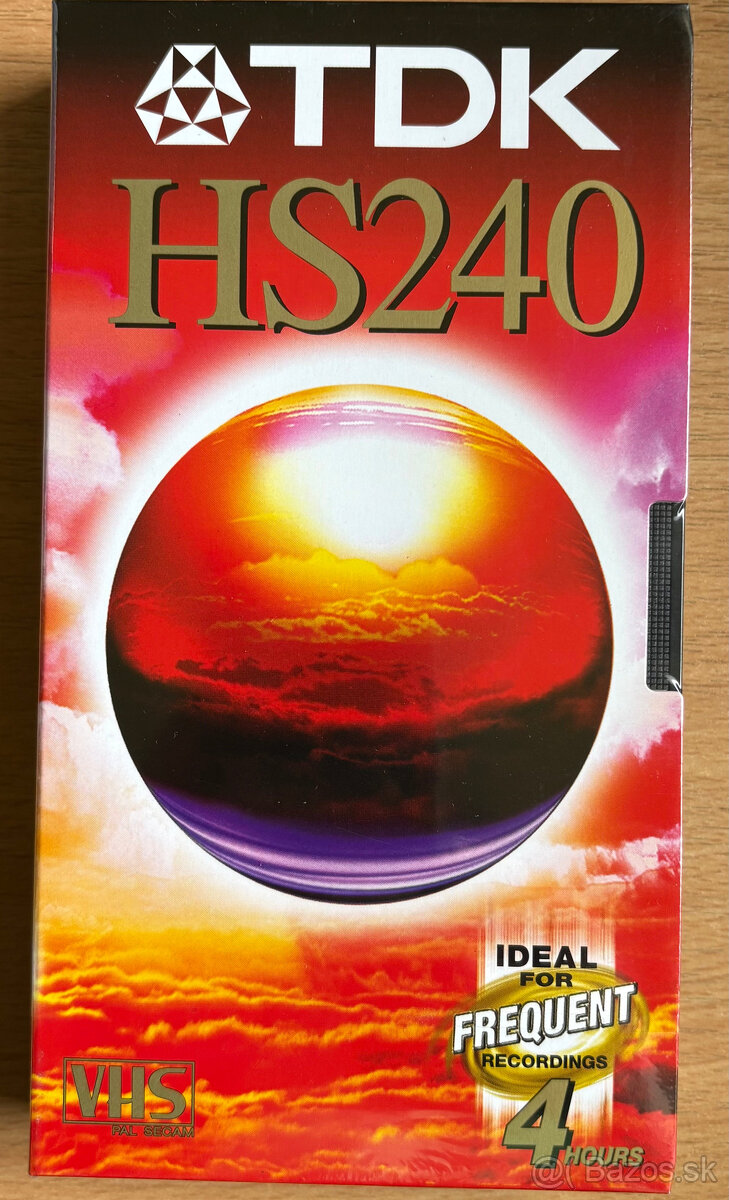 TDK
HS240
IDEAL
FOR
FREQUENT
RECORDINGS
4 HOURS
VHS
PAL SECAM
@( Bazos.sk